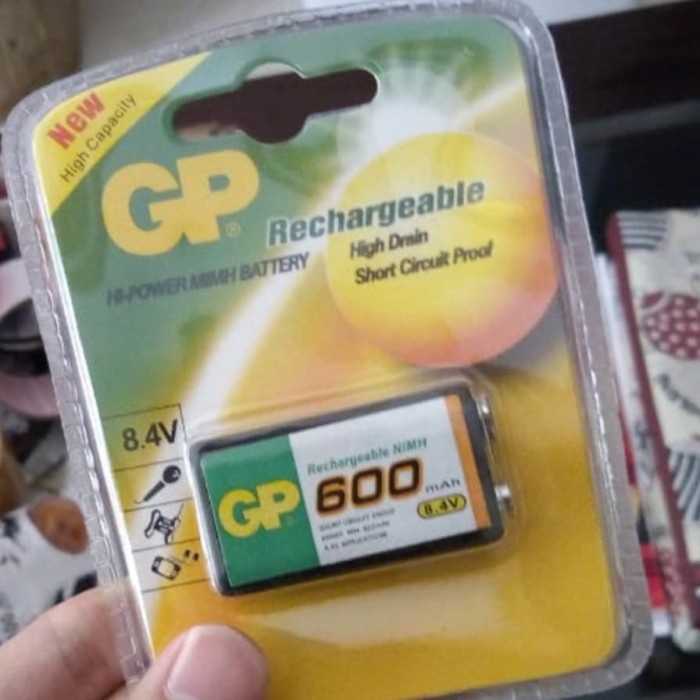 New
High Capacity
GP®
Rechargeable
High Drain
Short Circuit Proof
HI-POWER MIMH BATTERY
8.4V
GP
Rechargeable NiMH
600 mAh
8.4V